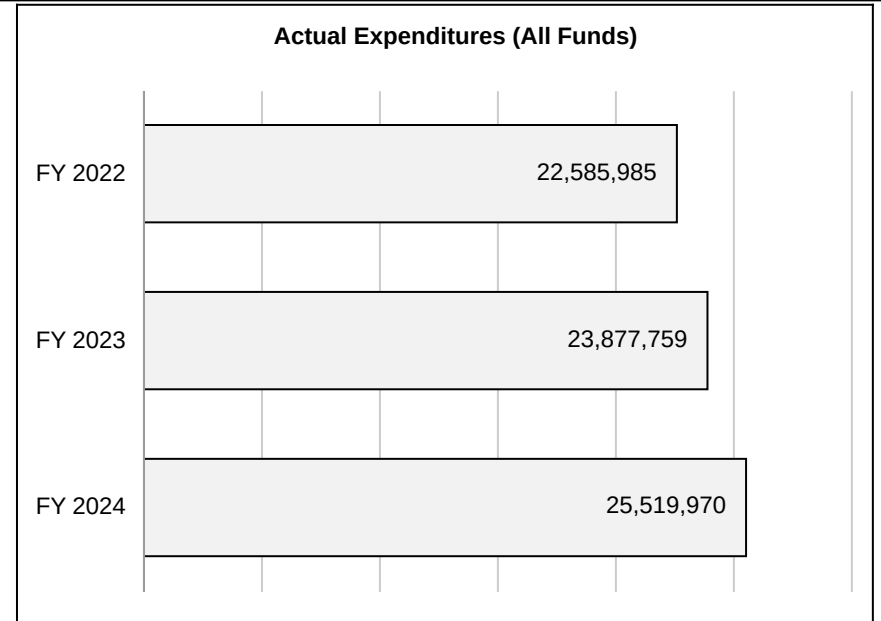 Actual Expenditures (All Funds)
FY 2022 22,585,985
FY 2023 23,877,759
FY 2024 25,519,970